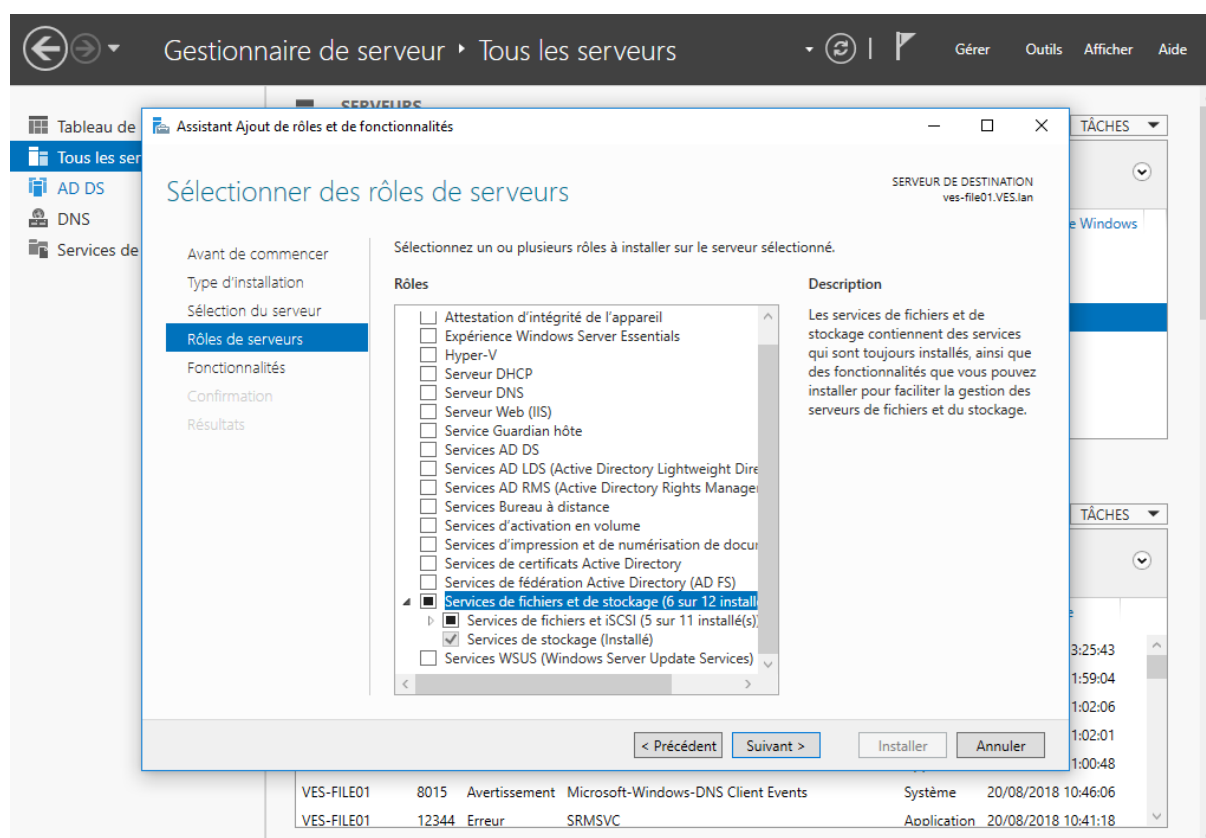 Gestionnaire de serveur • Tous les serveurs
Gérer Outils Afficher Aide
SERVEURS
Tableau de
Tous les ser
AD DS
DNS
Services de
TÂCHES
e Windows
Assistant Ajout de rôles et de fonctionnalités
Sélectionner des rôles de serveurs
SERVEUR DE DESTINATION
ves-file01.VES.lan
Avant de commencer
Type d'installation
Sélection du serveur
Rôles de serveurs
Fonctionnalités
Confirmation
Résultats
Sélectionnez un ou plusieurs rôles à installer sur le serveur sélectionné.
Rôles
Attestation d'intégrité de l'appareil
Expérience Windows Server Essentials
Hyper-V
Serveur DHCP
Serveur DNS
Serveur Web (IIS)
Service Guardian hôte
Services AD DS
Services AD LDS (Active Directory Lightweight Dire
Services AD RMS (Active Directory Rights Manager
Services Bureau à distance
Services d'activation en volume
Services d'impression et de numérisation de docur
Services de certificats Active Directory
Services de fédération Active Directory (AD FS)
Services de fichiers et de stockage (6 sur 12 install
Services de fichiers et iSCSI (5 sur 11 installé(s))
Services de stockage (Installé)
Services WSUS (Windows Server Update Services)
Description
Les services de fichiers et de
stockage contiennent des services
qui sont toujours installés, ainsi que
des fonctionnalités que vous pouvez
installer pour faciliter la gestion des
serveurs de fichiers et du stockage.
TÂCHES
3:25:43
1:59:04
1:02:06
1:02:01
1:00:48
< Précédent Suivant > Installer Annuler
VES-FILE01 8015 Avertissement Microsoft-Windows-DNS Client Events Système 20/08/2018 10:46:06
VES-FILE01 12344 Erreur SRMSVC Application 20/08/2018 10:41:18